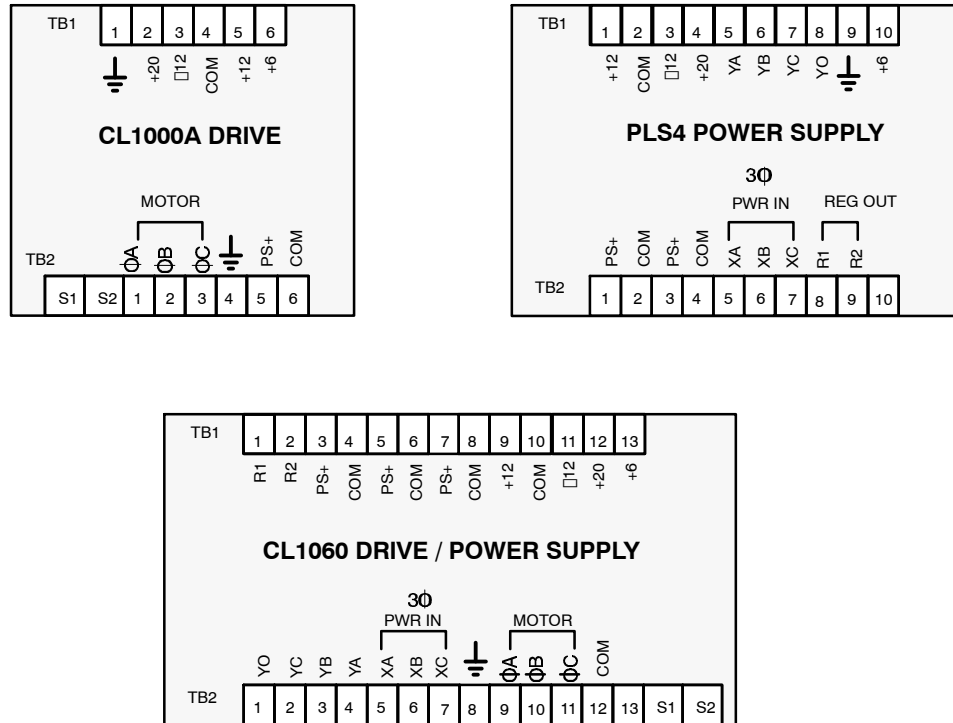 TB1 1 2 3 4 5 6
+20 □12 COM +12 +6
CL1000A DRIVE
MOTOR
ΦA ΦB ΦC PS+ COM
TB2 S1 S2 1 2 3 4 5 6
TB1 1 2 3 4 5 6 7 8 9 10
+12 COM □12 +20 YA YB YC YO +6
PLS4 POWER SUPPLY
3Φ
PWR IN REG OUT
PS+ COM PS+ COM XA XB XC R1 R2
TB2 1 2 3 4 5 6 7 8 9 10
TB1 1 2 3 4 5 6 7 8 9 10 11 12 13
R1 R2 PS+ COM PS+ COM PS+ COM +12 COM □12 +20 +6
CL1060 DRIVE / POWER SUPPLY
3Φ
PWR IN MOTOR
YO YC YB YA XA XB XC ΦA ΦB ΦC COM
TB2 1 2 3 4 5 6 7 8 9 10 11 12 13 S1 S2